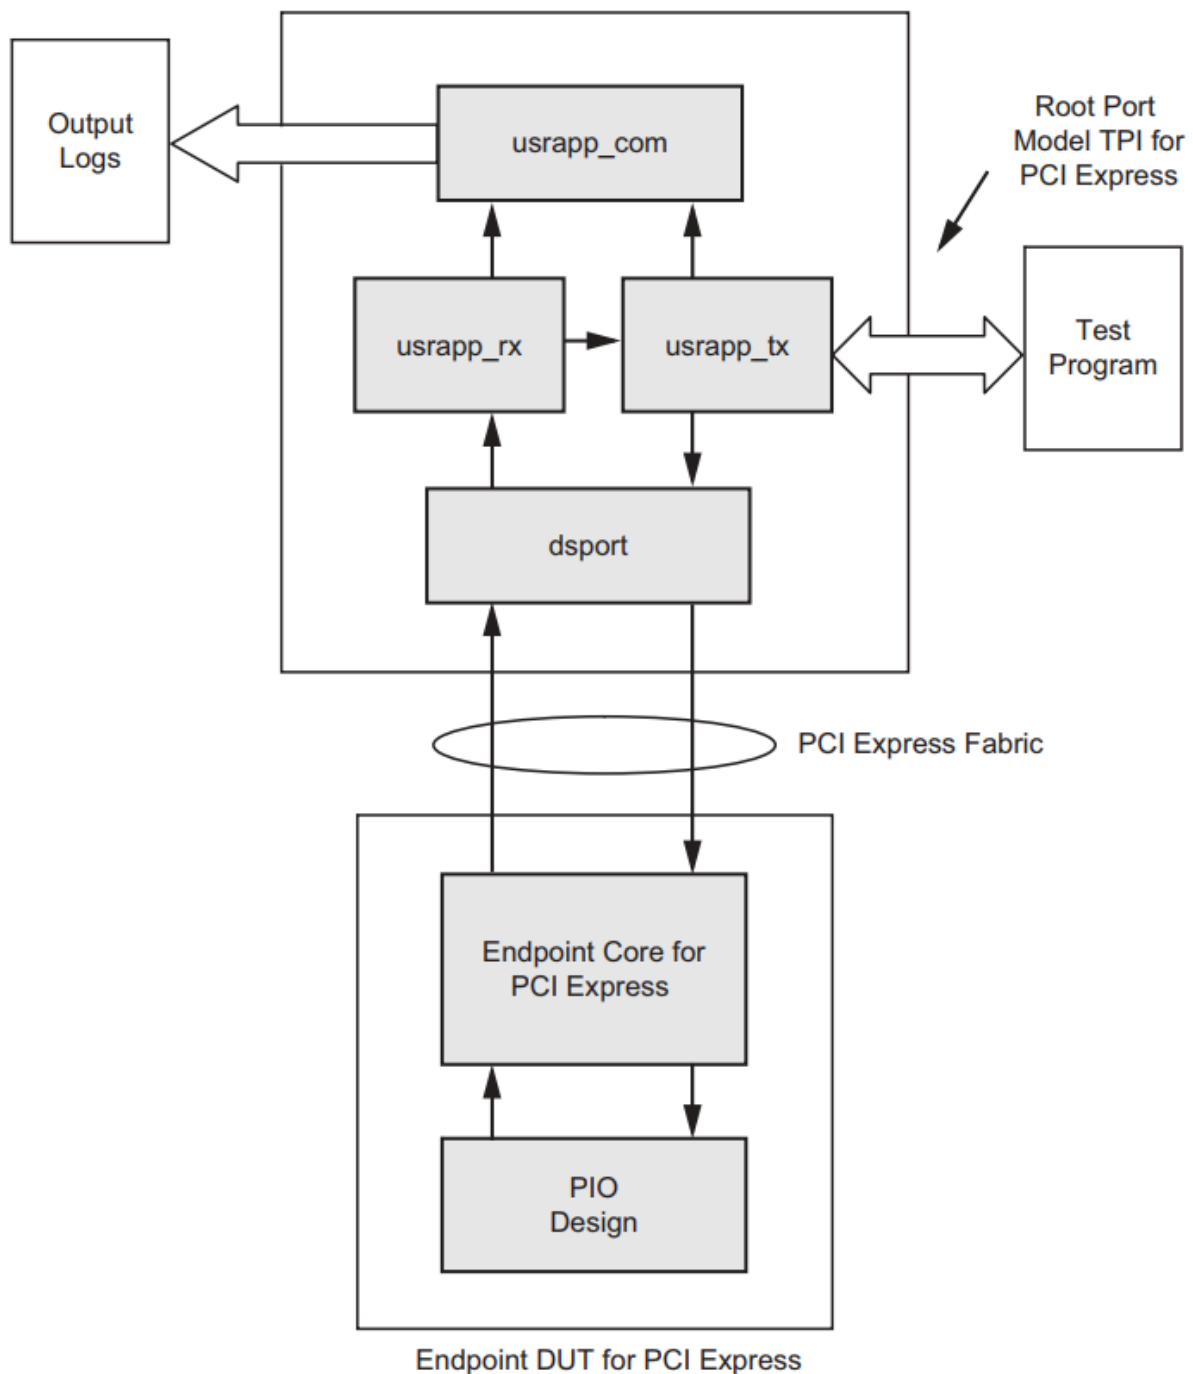 Output
Logs
usrapp_com
Root Port
Model TPI for
PCI Express
usrapp_rx
usrapp_tx
Test
Program
dsport
PCI Express Fabric
Endpoint Core for
PCI Express
PIO
Design
Endpoint DUT for PCI Express